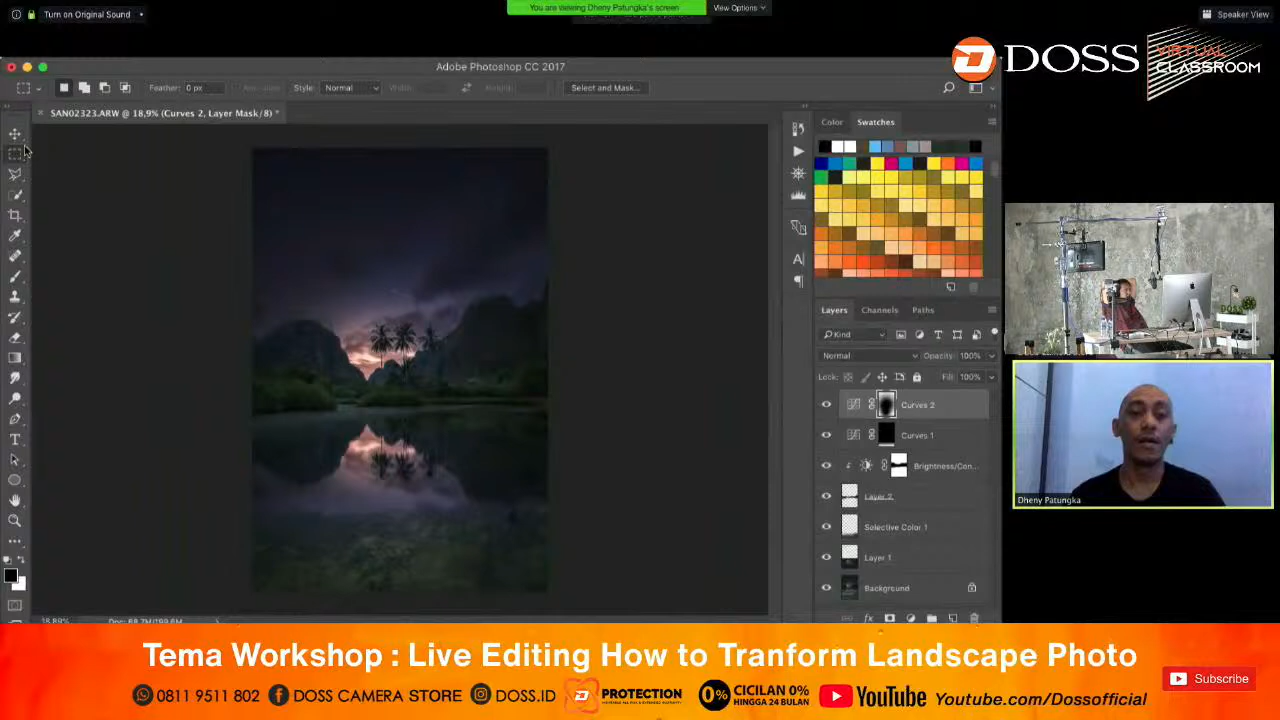 Turn on Original Sound
You are viewing Dheny Patungka's screen
View Options
Speaker View
DOSS
VIRTUAL
CLASSROOM
Adobe Photoshop CC 2017
Feather: 0 px
Style: Normal
Width:
Height:
Select and Mask...
SAN02323.ARW @ 18,9% (Curves 2, Layer Mask/8) *
Color
Swatches
Layers
Channels
Paths
Kind
Normal
Opacity: 100%
Lock:
Fill: 100%
Curves 2
Curves 1
Brightness/Con...
Layer 2
Selective Color 1
Layer 1
Background
Dheny Patungka
Tema Workshop : Live Editing How to Tranform Landscape Photo
0811 9511 802
DOSS CAMERA STORE
DOSS.ID
PROTECTION
0%
CICILAN 0%
HINGGA 24 BULAN
YouTube
Youtube.com/Dossofficial
Subscribe